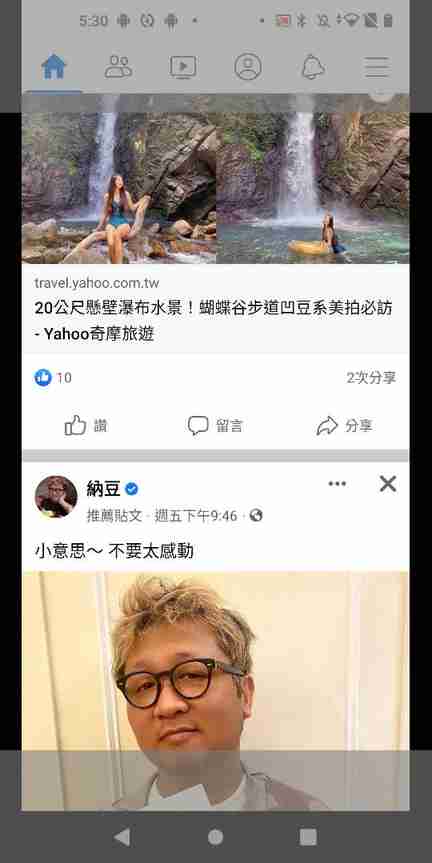 5:30
travel.yahoo.com.tw
20公尺懸壁瀑布水景！蝴蝶谷步道凹豆系美拍必訪
- Yahoo奇摩旅遊
10
2次分享
讚 留言 分享
納豆
推薦貼文 · 週五下午9:46 ·
小意思～ 不要太感動